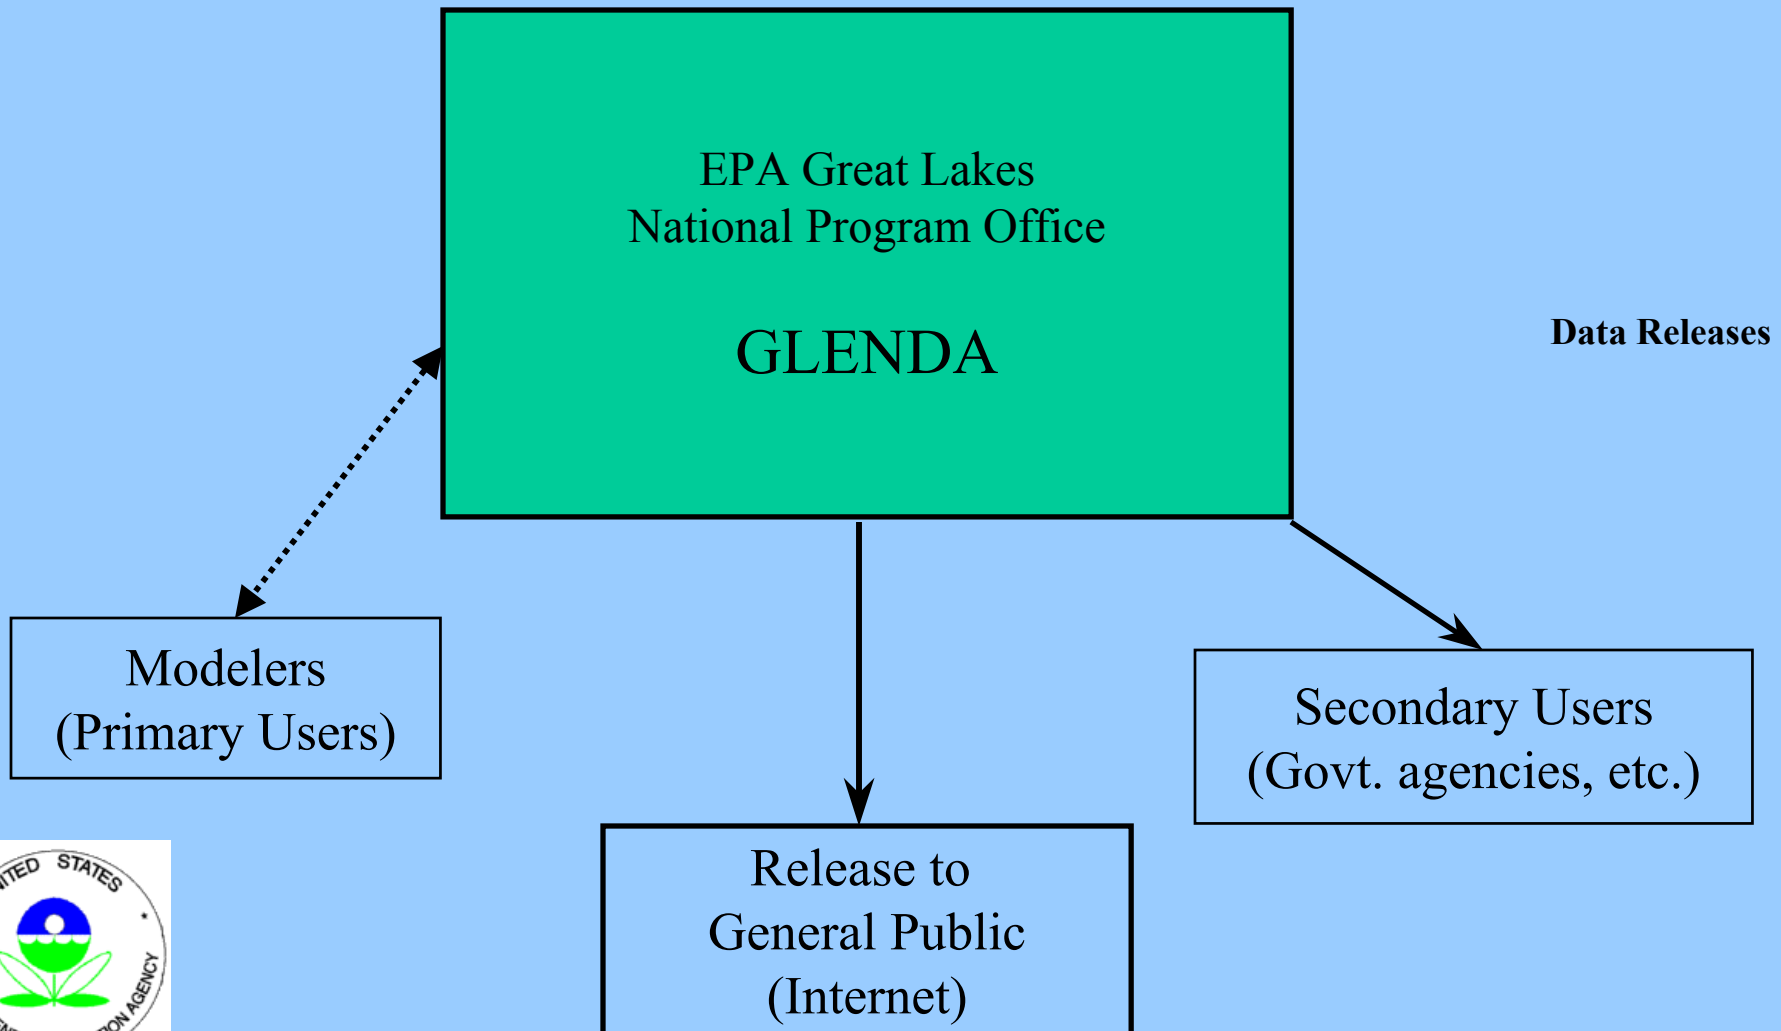 EPA Great Lakes
National Program Office
GLENDA
Data Releases
Modelers
(Primary Users)
Secondary Users
(Govt. agencies, etc.)
Release to
General Public
(Internet)
STATES
AGENCY